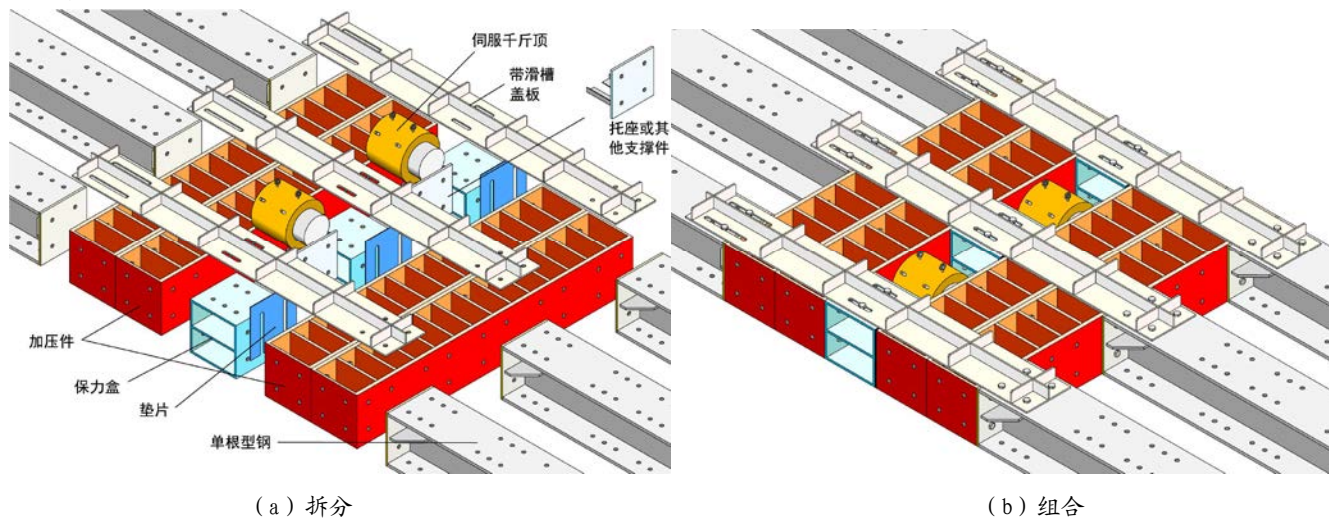 伺服千斤顶
带滑槽
盖板
托座或其
他支撑件
加压件
保力盒
垫片
单根型钢
（a）拆分
（b）组合